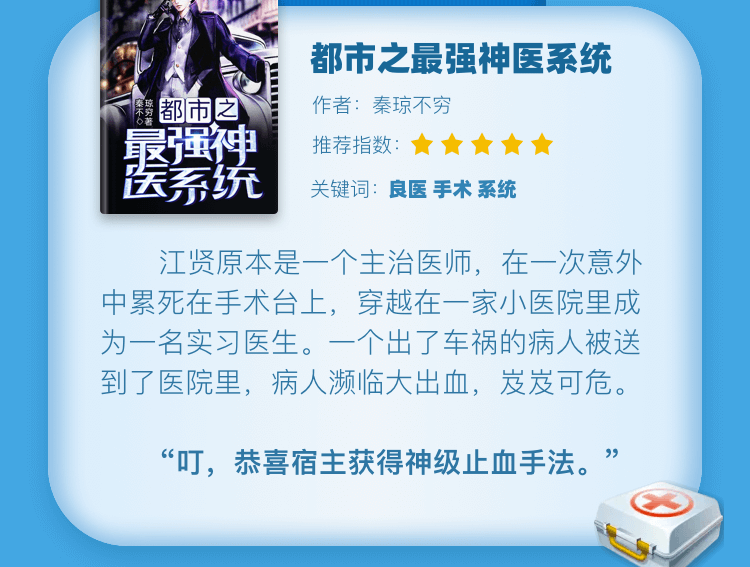 都市之最强神医系统
作者：秦琼不穷
推荐指数：
关键词：良医 手术 系统
秦琼
不穷
著
都市之
最强神
医系统
江贤原本是一个主治医师，在一次意外
中累死在手术台上，穿越在一家小医院里成
为一名实习医生。一个出了车祸的病人被送
到了医院里，病人濒临大出血，岌岌可危。
“叮，恭喜宿主获得神级止血手法。”